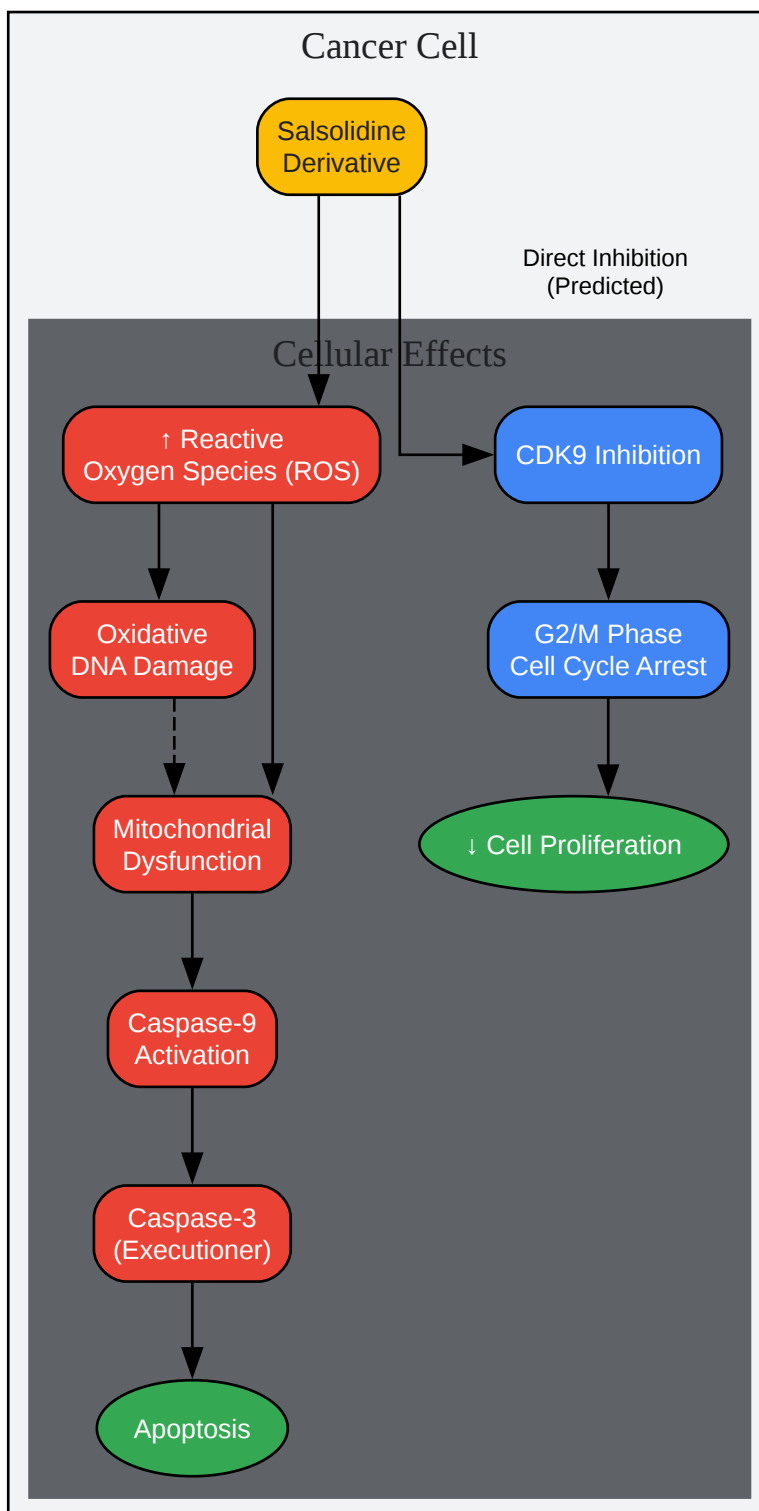 Cancer Cell
Salsolidine
Derivative
Direct Inhibition
(Predicted)
Cellular Effects
↑ Reactive
Oxygen Species (ROS)
CDK9 Inhibition
Oxidative
DNA Damage
G2/M Phase
Cell Cycle Arrest
Mitochondrial
Dysfunction
↓ Cell Proliferation
Caspase-9
Activation
Caspase-3
(Executioner)
Apoptosis